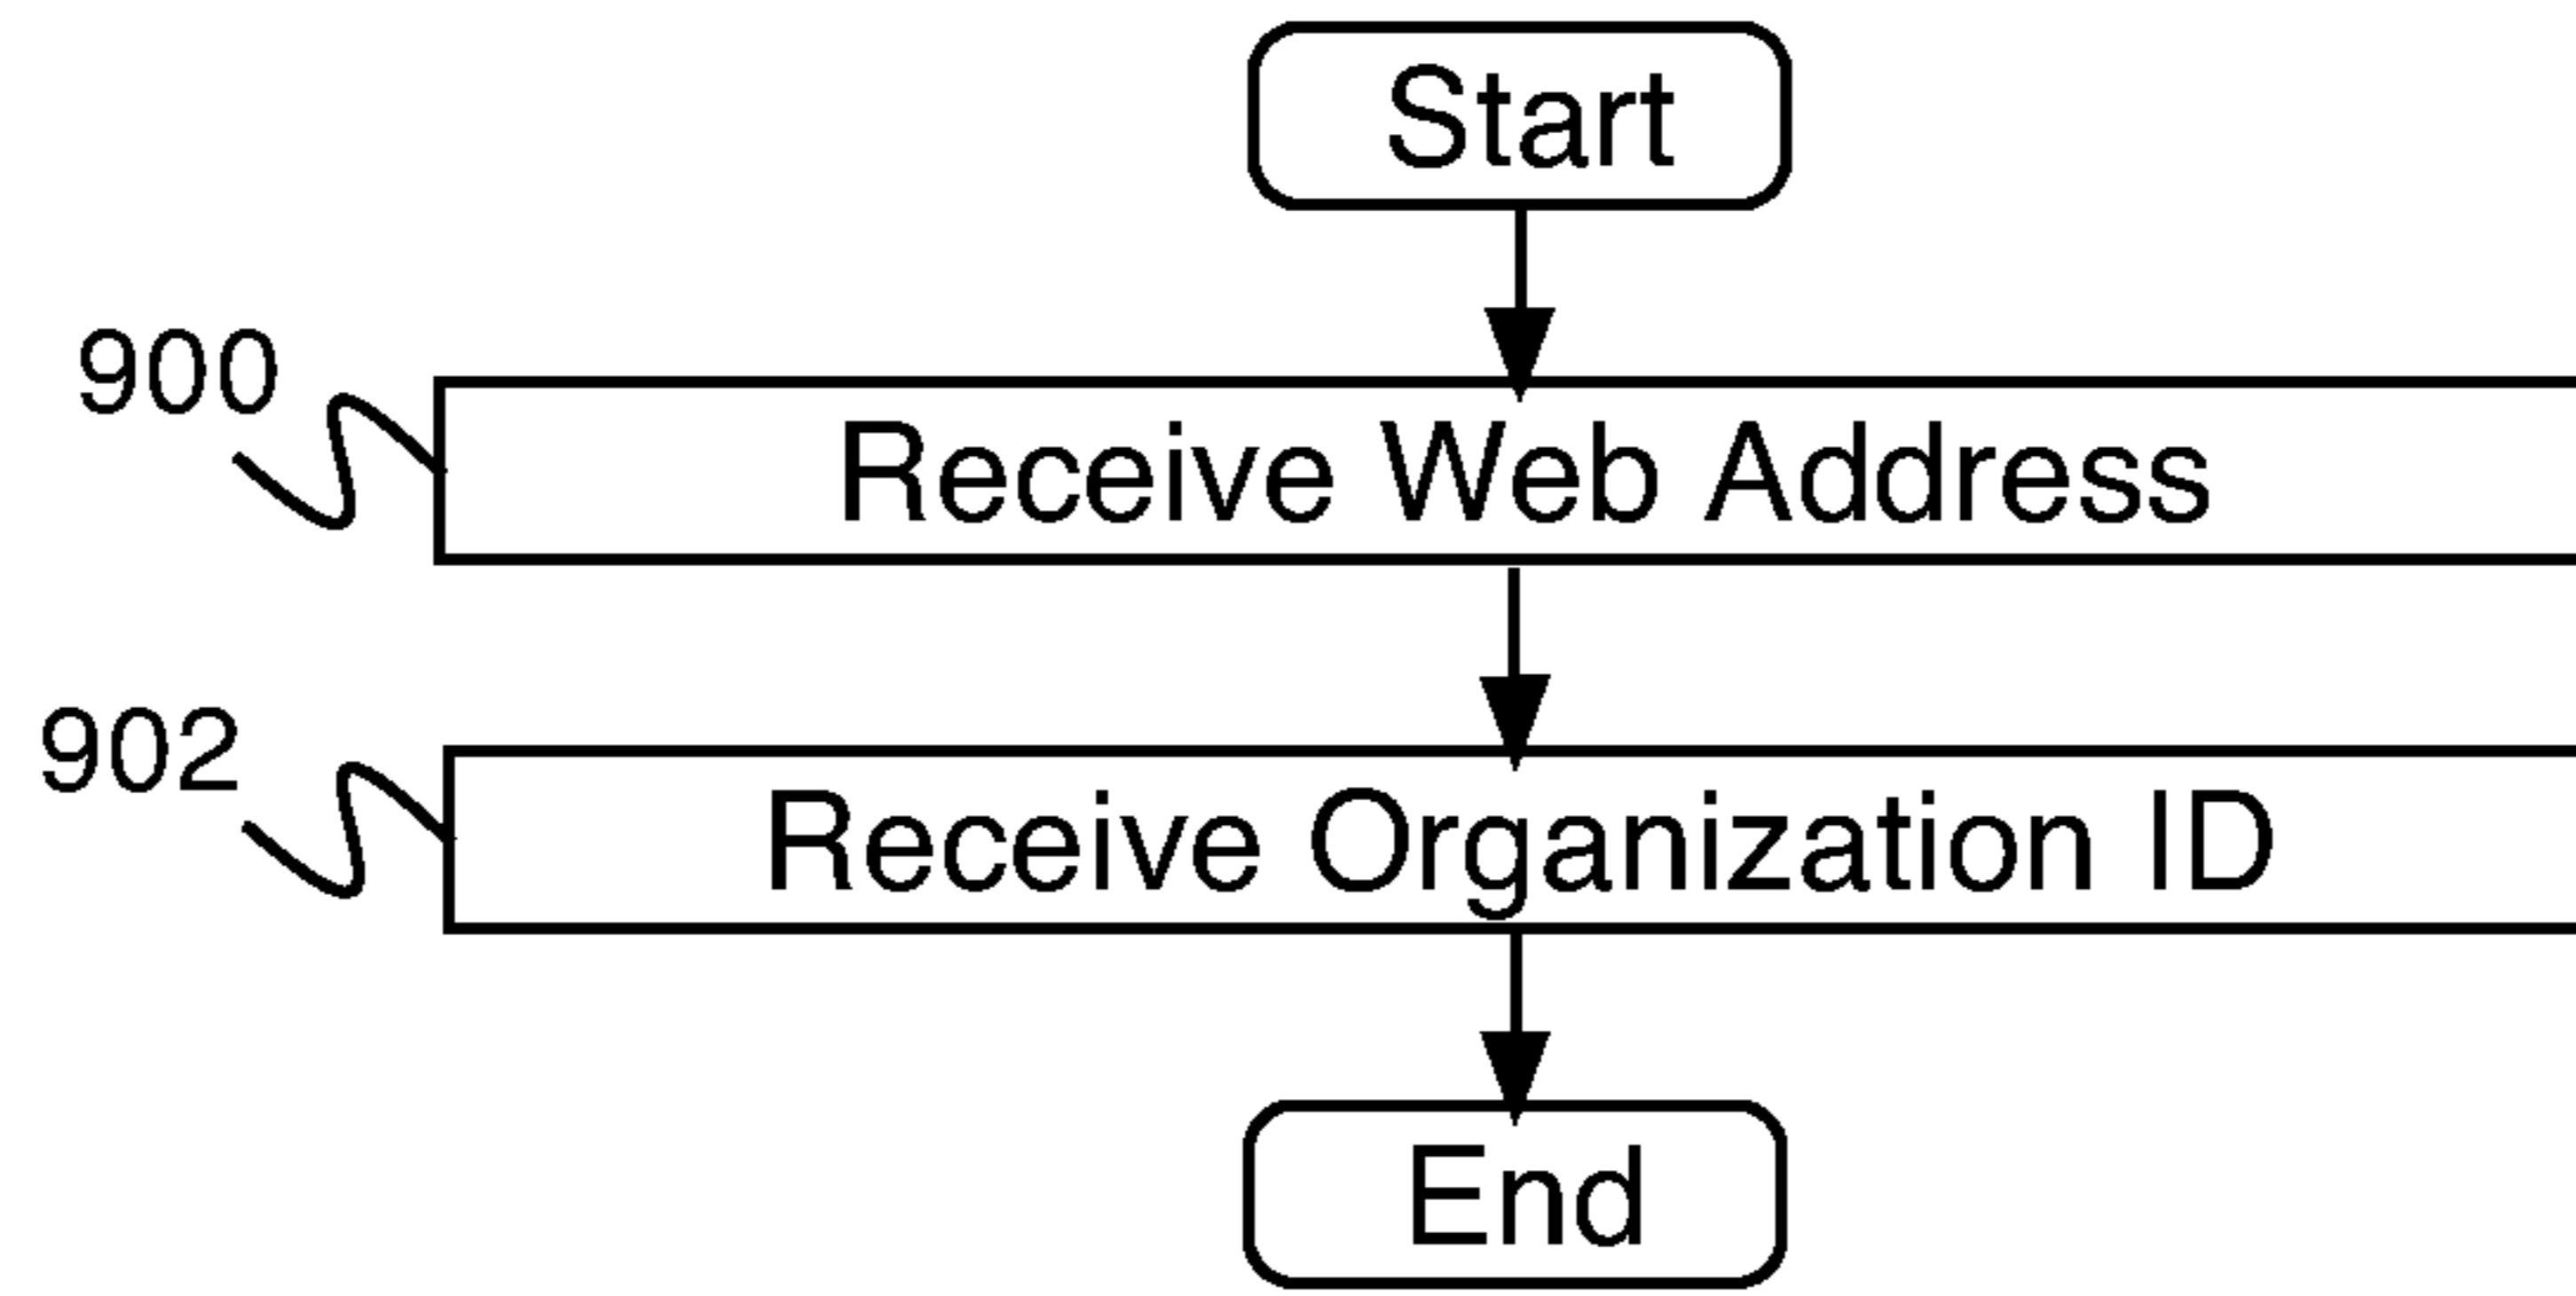 Start
900
Receive Web Address
902
Receive Organization ID
End